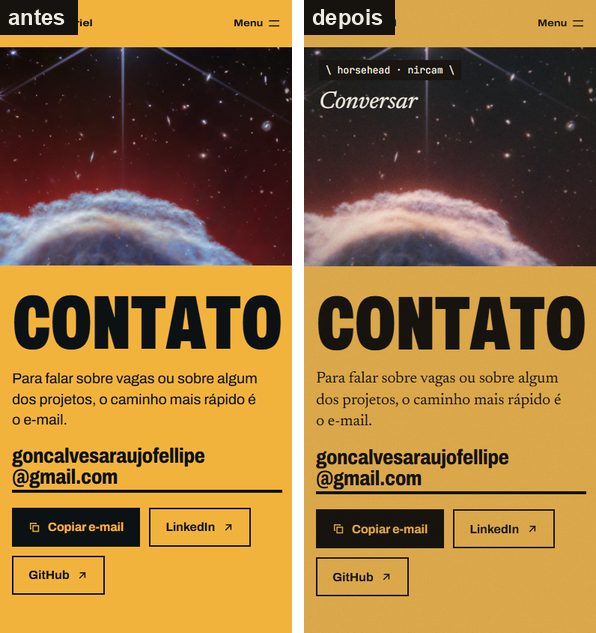 antes
riel
Menu
CONTATO
Para falar sobre vagas ou sobre algum
dos projetos, o caminho mais rápido é
o e-mail.
goncalvesaraujofellipe
@gmail.com
Copiar e-mail
LinkedIn
GitHub
depois
Menu
\ horsehead · nircam \
Conversar
CONTATO
Para falar sobre vagas ou sobre algum
dos projetos, o caminho mais rápido é
o e-mail.
goncalvesaraujofellipe
@gmail.com
Copiar e-mail
LinkedIn
GitHub